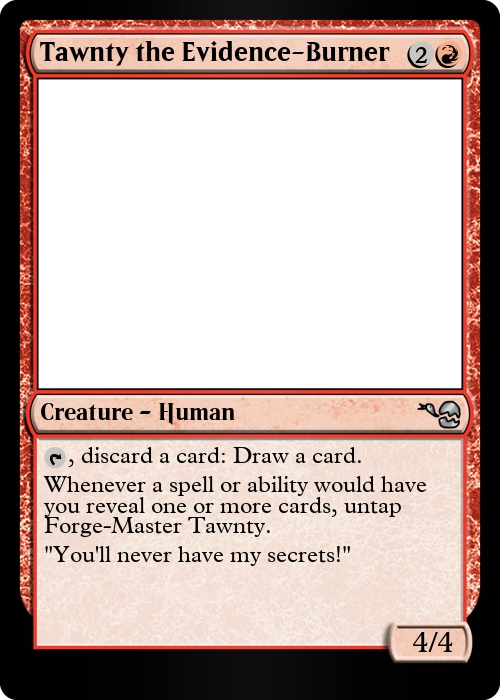 Tawnty the Evidence-Burner 2
Creature - Human
, discard a card: Draw a card.
Whenever a spell or ability would have
you reveal one or more cards, untap
Forge-Master Tawnty.
"You'll never have my secrets!"
4/4